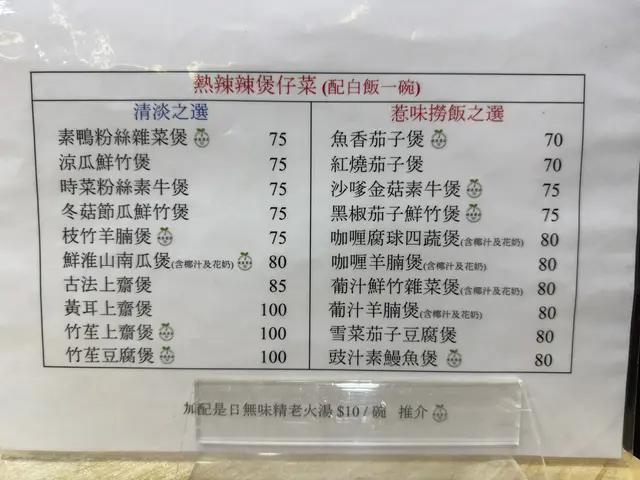 熱辣辣煲仔菜 (配白飯一碗)
清淡之選
素鴨粉絲雜菜煲 75
涼瓜鮮竹煲 75
時菜粉絲素牛煲 75
冬菇節瓜鮮竹煲 75
枝竹羊腩煲 75
鮮淮山南瓜煲(含椰汁及花奶) 80
古法上齋煲 85
黃耳上齋煲 100
竹笙上齋煲 100
竹笙豆腐煲 100
惹味撈飯之選
魚香茄子煲 70
紅燒茄子煲 70
沙嗲金菇素牛煲 75
黑椒茄子鮮竹煲 75
咖喱腐球四蔬煲(含椰汁及花奶) 80
咖喱羊腩煲(含椰汁及花奶) 80
葡汁鮮竹雜菜煲(含椰汁及花奶) 80
葡汁羊腩煲(含椰汁及花奶) 80
雪菜茄子豆腐煲 80
豉汁素鰻魚煲 80
加配是日無味精老火湯 $10 / 碗 推介